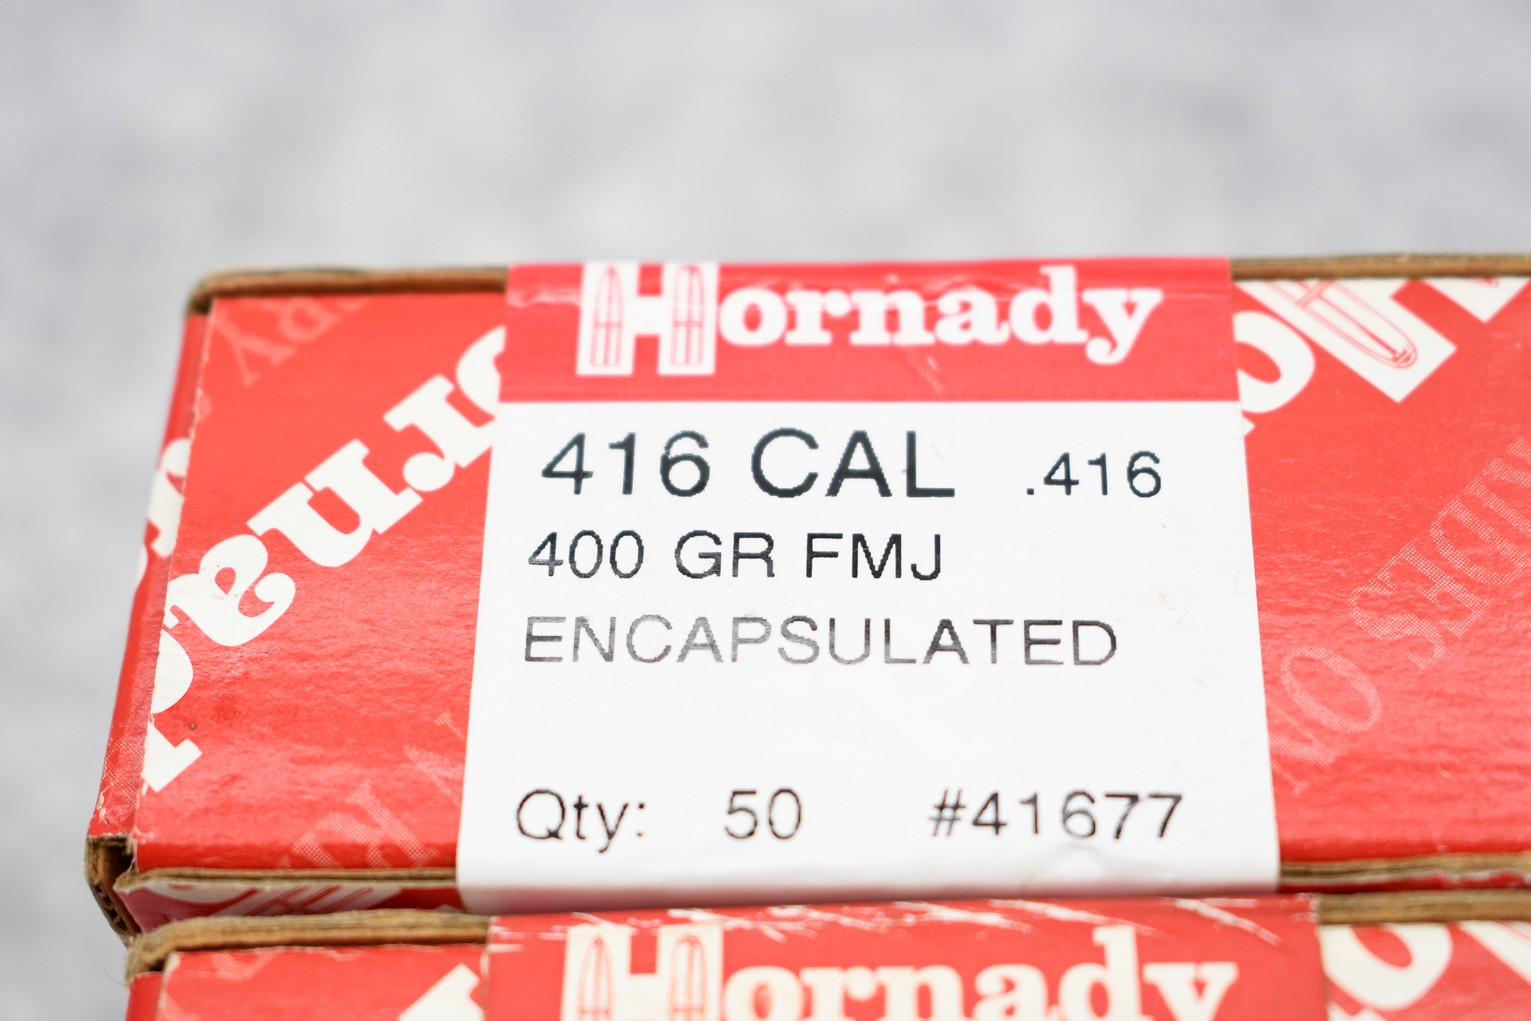 Hornady
416 CAL .416
400 GR FMJ
ENCAPSULATED
Qty: 50 #41677
Hornady